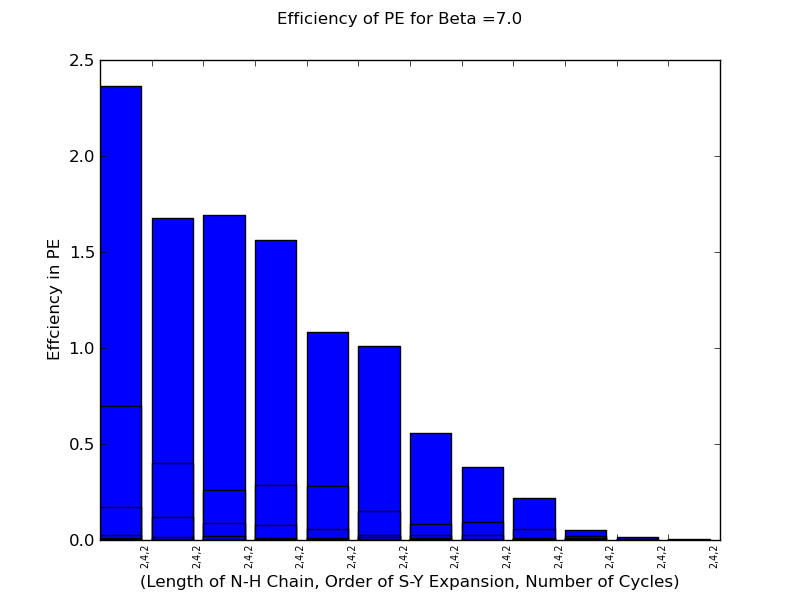 Efficiency of PE for Beta =7.0
2.5
2.0
1.5
1.0
0.5
0.0
Effciency in PE
2,4,2 2,4,2 2,4,2 2,4,2 2,4,2 2,4,2 2,4,2 2,4,2 2,4,2 2,4,2 2,4,2 2,4,2
(Length of N-H Chain, Order of S-Y Expansion, Number of Cycles)